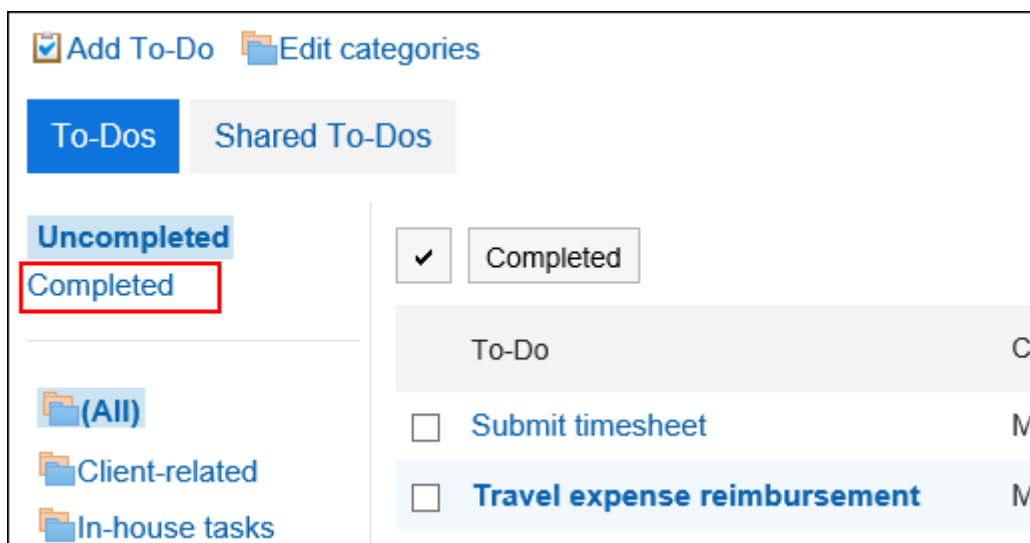 Add To-Do Edit categories
To-Dos Shared To-Dos
Uncompleted
Completed
(All)
Client-related
In-house tasks
Completed
To-Do
Submit timesheet
Travel expense reimbursement